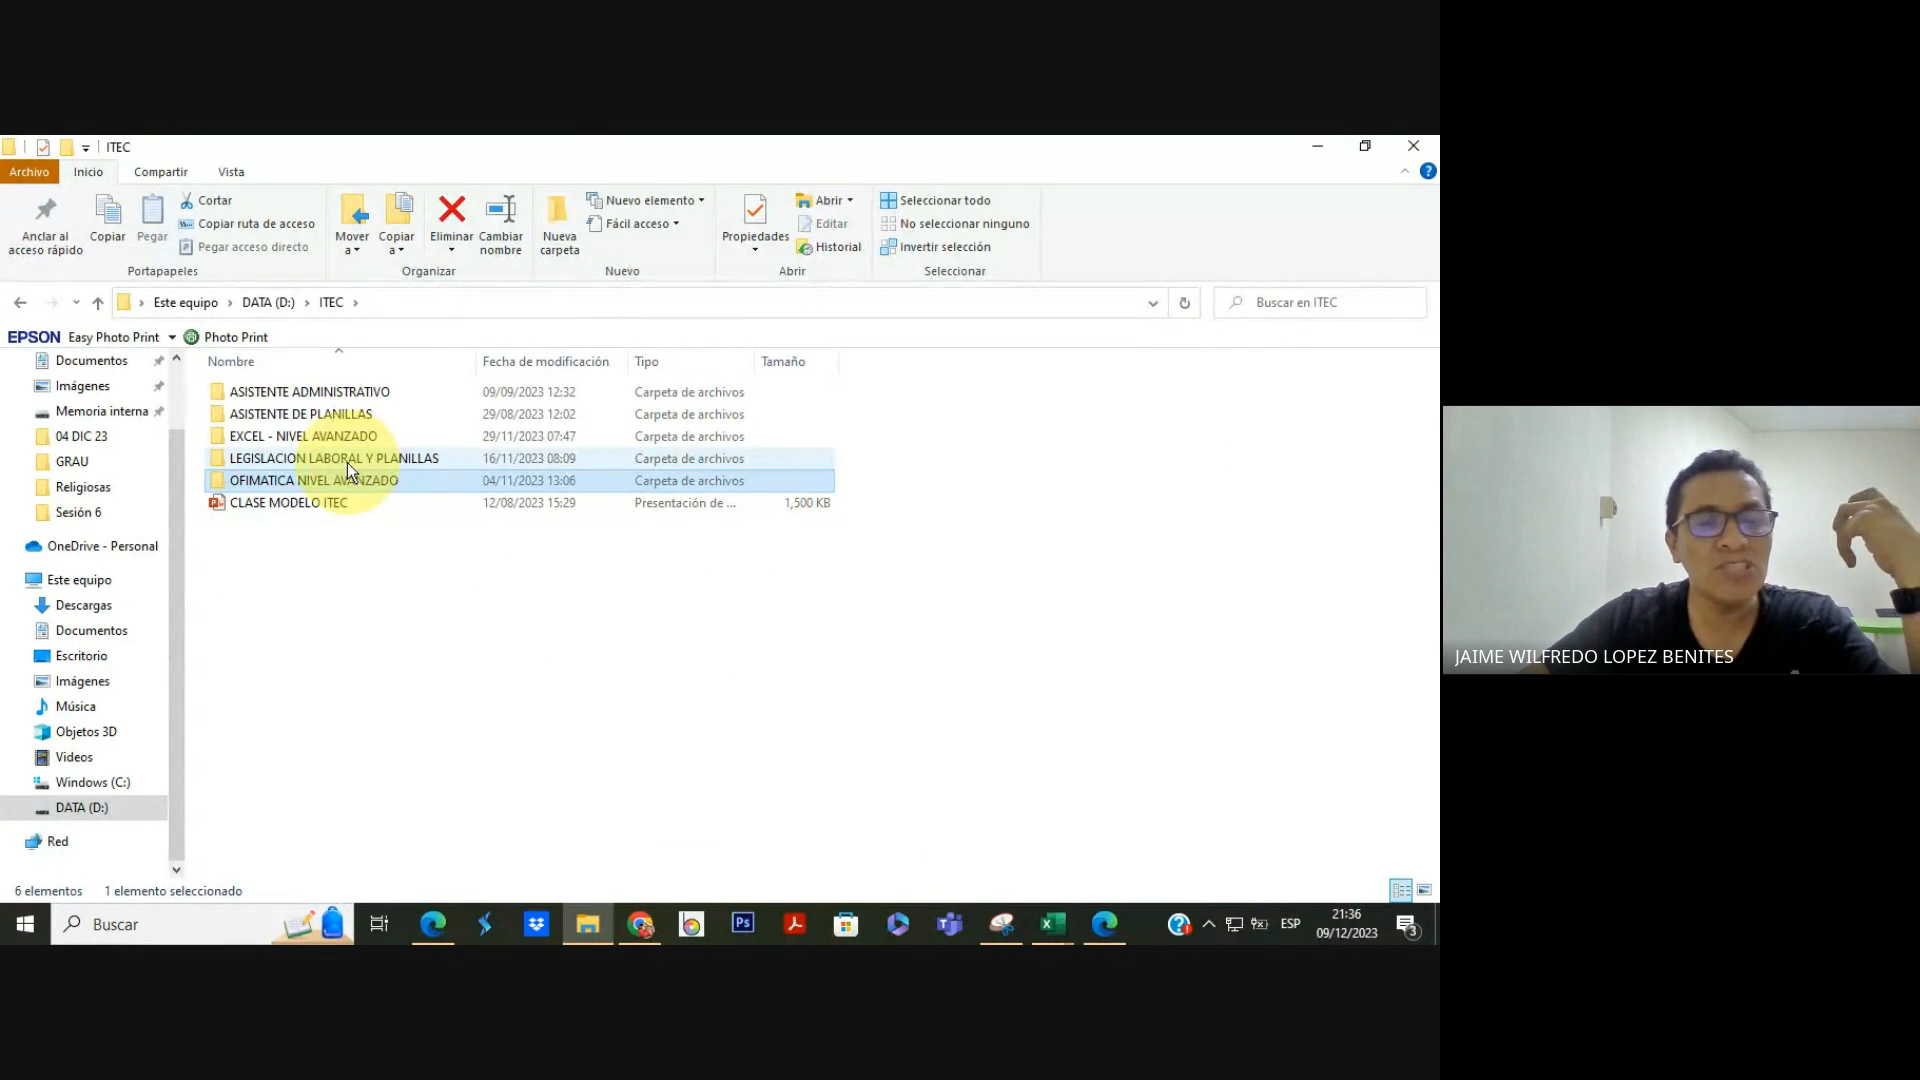 ITEC
Archivo Inicio Compartir Vista
Anclar al acceso rápido
Copiar
Pegar
Cortar
Copiar ruta de acceso
Pegar acceso directo
Portapapeles
Mover a
Copiar a
Eliminar
Cambiar nombre
Organizar
Nueva carpeta
Nuevo elemento
Fácil acceso
Nuevo
Propiedades
Abrir
Editar
Historial
Abrir
Seleccionar todo
No seleccionar ninguno
Invertir selección
Seleccionar
Este equipo › DATA (D:) › ITEC ›
Buscar en ITEC
EPSON Easy Photo Print Photo Print
Documentos
Imágenes
Memoria interna
04 DIC 23
GRAU
Religiosas
Sesión 6
OneDrive - Personal
Este equipo
Descargas
Documentos
Escritorio
Imágenes
Música
Objetos 3D
Videos
Windows (C:)
DATA (D:)
Red
Nombre Fecha de modificación Tipo Tamaño
ASISTENTE ADMINISTRATIVO 09/09/2023 12:32 Carpeta de archivos
ASISTENTE DE PLANILLAS 29/08/2023 12:02 Carpeta de archivos
EXCEL - NIVEL AVANZADO 29/11/2023 07:47 Carpeta de archivos
LEGISLACION LABORAL Y PLANILLAS 16/11/2023 08:09 Carpeta de archivos
OFIMATICA NIVEL AVANZADO 04/11/2023 13:06 Carpeta de archivos
CLASE MODELO ITEC 12/08/2023 15:29 Presentación de ... 1,500 KB
6 elementos 1 elemento seleccionado
Buscar
Ps
ESP
21:36
09/12/2023
3
JAIME WILFREDO LOPEZ BENITES